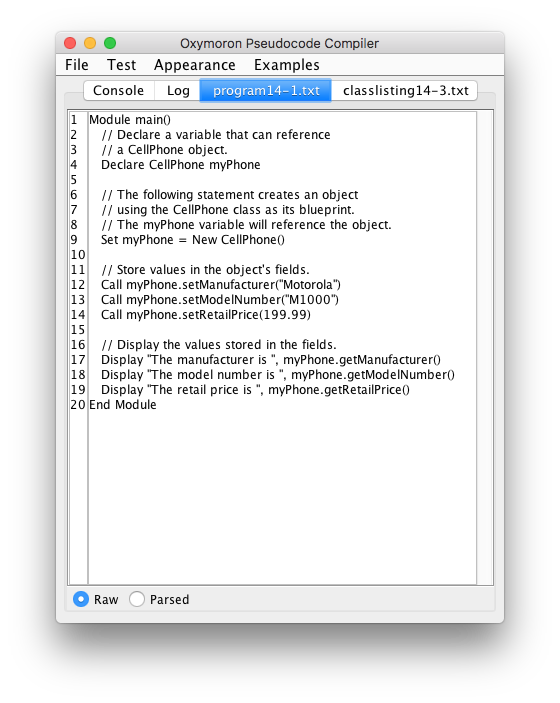 Oxymoron Pseudocode Compiler
File Test Appearance Examples
Console Log program14-1.txt classlisting14-3.txt
1 Module main()
2 // Declare a variable that can reference
3 // a CellPhone object.
4 Declare CellPhone myPhone
5
6 // The following statement creates an object
7 // using the CellPhone class as its blueprint.
8 // The myPhone variable will reference the object.
9 Set myPhone = New CellPhone()
10
11 // Store values in the object's fields.
12 Call myPhone.setManufacturer("Motorola")
13 Call myPhone.setModelNumber("M1000")
14 Call myPhone.setRetailPrice(199.99)
15
16 // Display the values stored in the fields.
17 Display "The manufacturer is ", myPhone.getManufacturer()
18 Display "The model number is ", myPhone.getModelNumber()
19 Display "The retail price is ", myPhone.getRetailPrice()
20 End Module
Raw Parsed